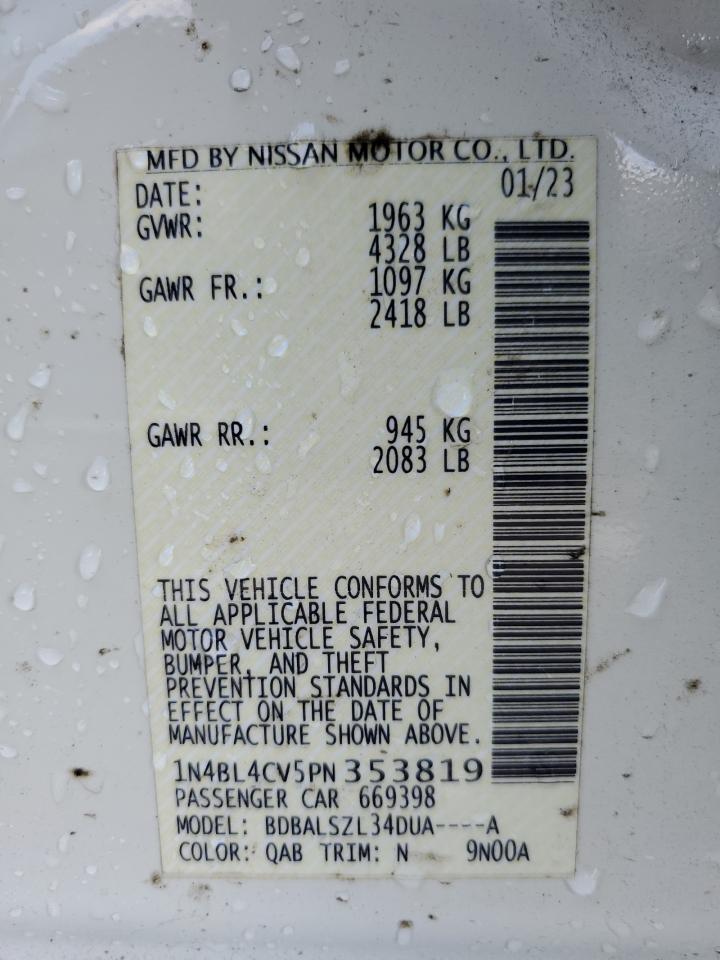 MFD BY NISSAN MOTOR CO., LTD.
DATE: 01/23
GVWR: 1963 KG
4328 LB
GAWR FR.: 1097 KG
2418 LB
GAWR RR.: 945 KG
2083 LB
THIS VEHICLE CONFORMS TO
ALL APPLICABLE FEDERAL
MOTOR VEHICLE SAFETY,
BUMPER, AND THEFT
PREVENTION STANDARDS IN
EFFECT ON THE DATE OF
MANUFACTURE SHOWN ABOVE.
1N4BL4CV5PN353819
PASSENGER CAR 669398
MODEL: BDBALSZL34DUA----A
COLOR: QAB TRIM: N 9N00A